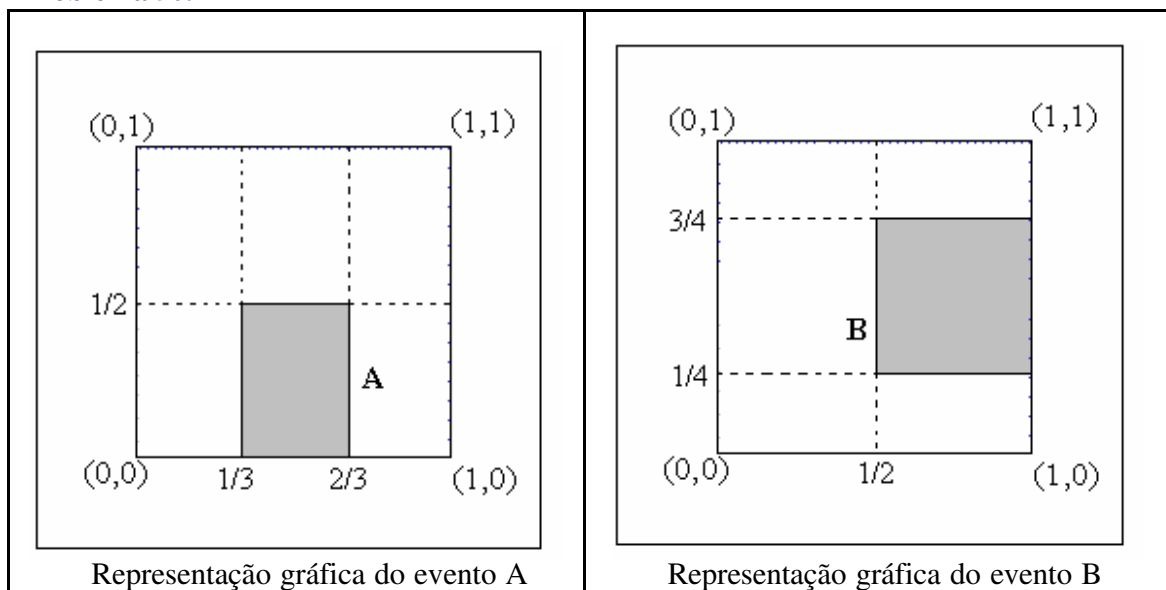 (0,1) (1,1)
1/2
A
(0,0) 1/3 2/3 (1,0)
Representação gráfica do evento A
(0,1) (1,1)
3/4
B
1/4
(0,0) 1/2 (1,0)
Representação gráfica do evento B